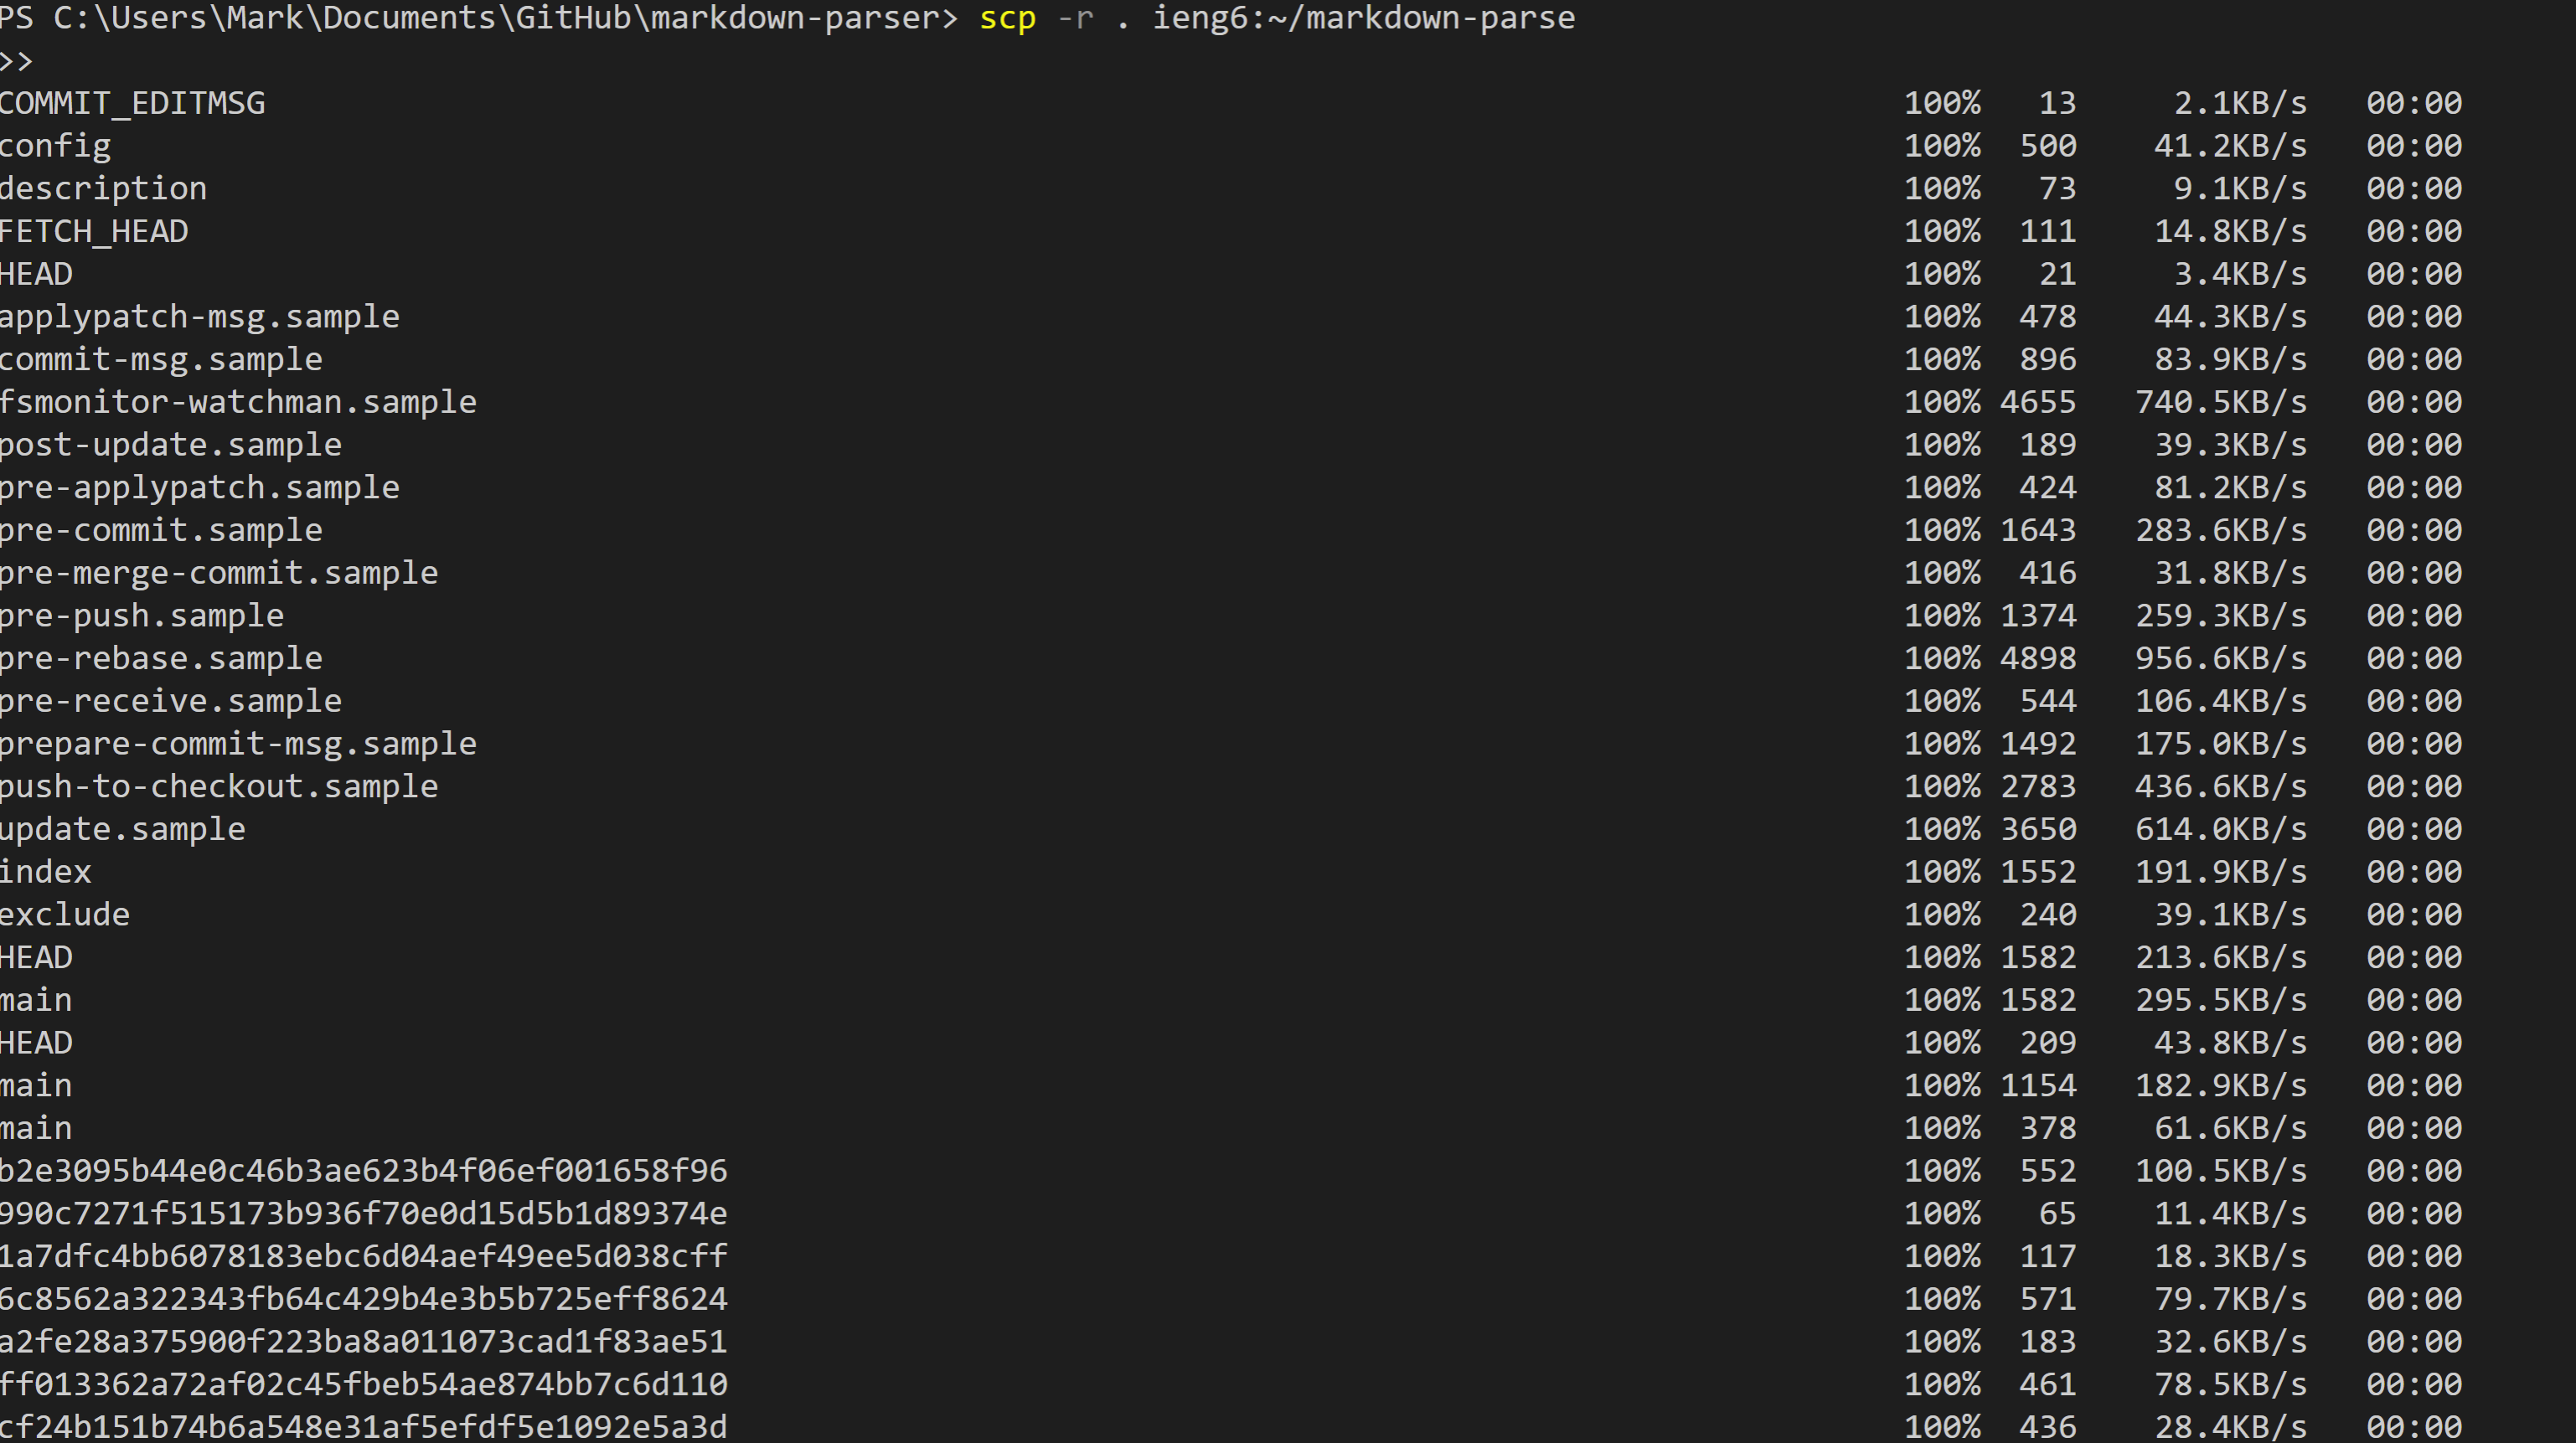 PS C:\Users\Mark\Documents\GitHub\markdown-parser> scp -r . ieng6:~/markdown-parse
>>
COMMIT_EDITMSG 100% 13 2.1KB/s 00:00
config 100% 500 41.2KB/s 00:00
description 100% 73 9.1KB/s 00:00
FETCH_HEAD 100% 111 14.8KB/s 00:00
HEAD 100% 21 3.4KB/s 00:00
applypatch-msg.sample 100% 478 44.3KB/s 00:00
commit-msg.sample 100% 896 83.9KB/s 00:00
fsmonitor-watchman.sample 100% 4655 740.5KB/s 00:00
post-update.sample 100% 189 39.3KB/s 00:00
pre-applypatch.sample 100% 424 81.2KB/s 00:00
pre-commit.sample 100% 1643 283.6KB/s 00:00
pre-merge-commit.sample 100% 416 31.8KB/s 00:00
pre-push.sample 100% 1374 259.3KB/s 00:00
pre-rebase.sample 100% 4898 956.6KB/s 00:00
pre-receive.sample 100% 544 106.4KB/s 00:00
prepare-commit-msg.sample 100% 1492 175.0KB/s 00:00
push-to-checkout.sample 100% 2783 436.6KB/s 00:00
update.sample 100% 3650 614.0KB/s 00:00
index 100% 1552 191.9KB/s 00:00
exclude 100% 240 39.1KB/s 00:00
HEAD 100% 1582 213.6KB/s 00:00
main 100% 1582 295.5KB/s 00:00
HEAD 100% 209 43.8KB/s 00:00
main 100% 1154 182.9KB/s 00:00
main 100% 378 61.6KB/s 00:00
b2e3095b44e0c46b3ae623b4f06ef001658f96 100% 552 100.5KB/s 00:00
990c7271f515173b936f70e0d15d5b1d89374e 100% 65 11.4KB/s 00:00
1a7dfc4bb6078183ebc6d04aef49ee5d038cff 100% 117 18.3KB/s 00:00
6c8562a322343fb64c429b4e3b5b725eff8624 100% 571 79.7KB/s 00:00
a2fe28a375900f223ba8a011073cad1f83ae51 100% 183 32.6KB/s 00:00
ff013362a72af02c45fbeb54ae874bb7c6d110 100% 461 78.5KB/s 00:00
cf24b151b74b6a548e31af5efdf5e1092e5a3d 100% 436 28.4KB/s 00:00